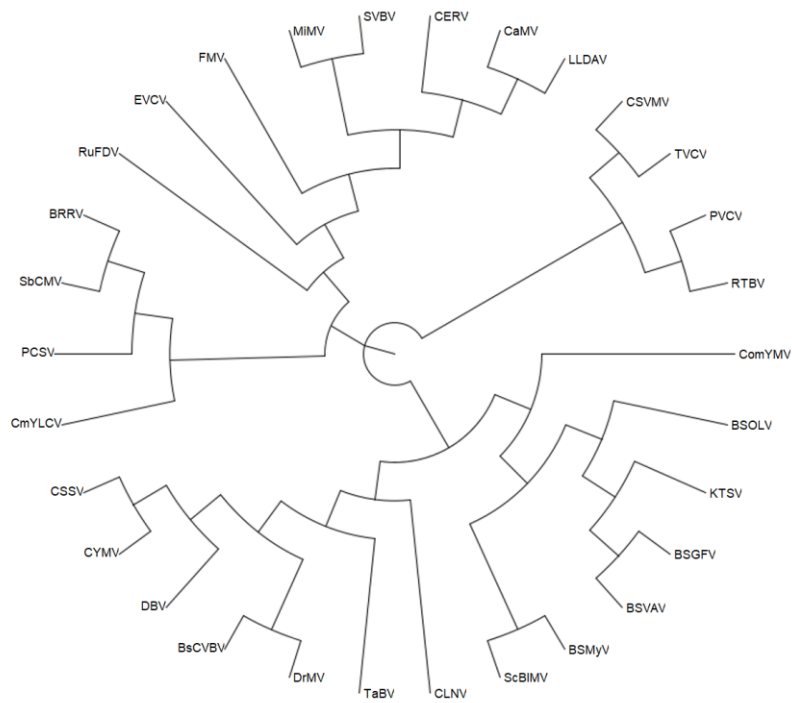 SVBV
CERV
MiMV
CaMV
FMV
LLDAV
EVCV
CSVMV
RuFDV
TVCV
BRRV
PVCV
SbCMV
RTBV
PCSV
ComYMV
CmYLCV
BSOLV
CSSV
KTSV
CYMV
BSGFV
DBV
BSVAV
BsCVBV
BSMyV
DrMV
ScBIMV
TaBV
CLNV